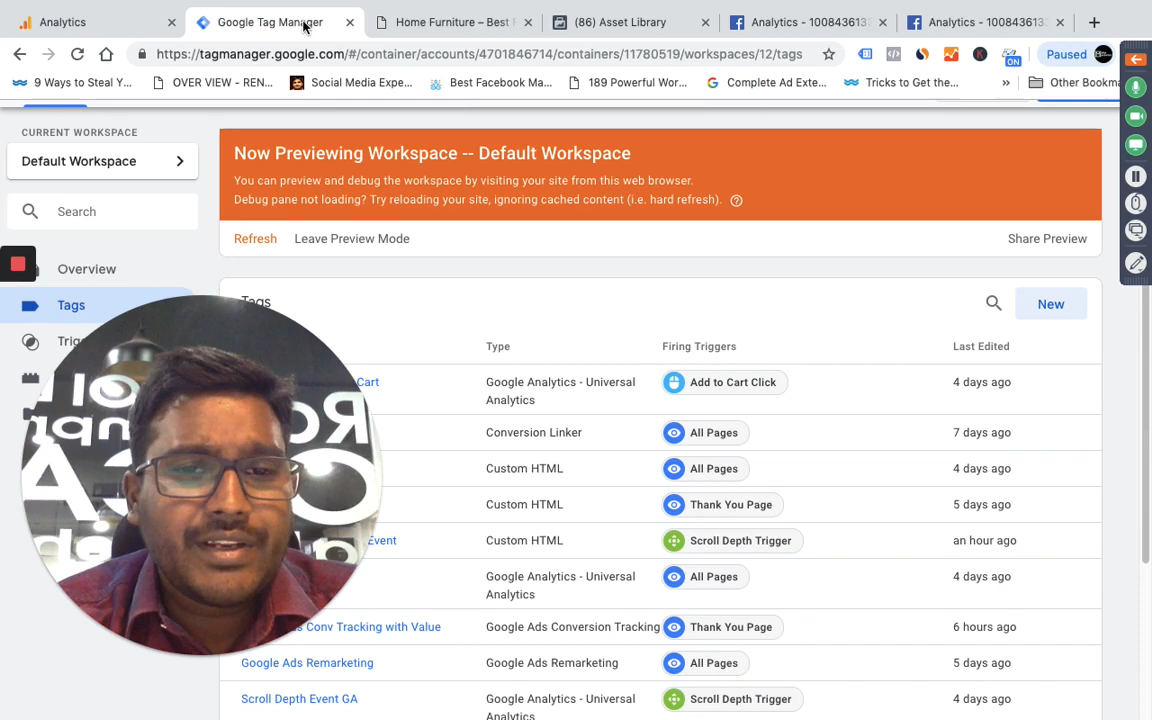 Analytics
Google Tag Manager
Home Furniture – Best F
(86) Asset Library
Analytics - 1008436133
Analytics - 1008436133
https://tagmanager.google.com/#/container/accounts/4701846714/containers/11780519/workspaces/12/tags
ON
Paused
9 Ways to Steal Y...
OVER VIEW - REN...
Social Media Expe...
Best Facebook Ma...
189 Powerful Wor...
Complete Ad Exte...
Tricks to Get the...
»
Other Bookma
CURRENT WORKSPACE
Default Workspace
Search
Overview
Tags
Trig
Now Previewing Workspace -- Default Workspace
You can preview and debug the workspace by visiting your site from this web browser.
Debug pane not loading? Try reloading your site, ignoring cached content (i.e. hard refresh).
Refresh
Leave Preview Mode
Share Preview
Tags
New
Type
Firing Triggers
Last Edited
Cart
Google Analytics - Universal
Analytics
Add to Cart Click
4 days ago
Conversion Linker
All Pages
7 days ago
Custom HTML
All Pages
4 days ago
Custom HTML
Thank You Page
5 days ago
Event
Custom HTML
Scroll Depth Trigger
an hour ago
Google Analytics - Universal
Analytics
All Pages
4 days ago
Conv Tracking with Value
Google Ads Conversion Tracking
Thank You Page
6 hours ago
Google Ads Remarketing
Google Ads Remarketing
All Pages
5 days ago
Scroll Depth Event GA
Google Analytics - Universal
Analytics
Scroll Depth Trigger
4 days ago